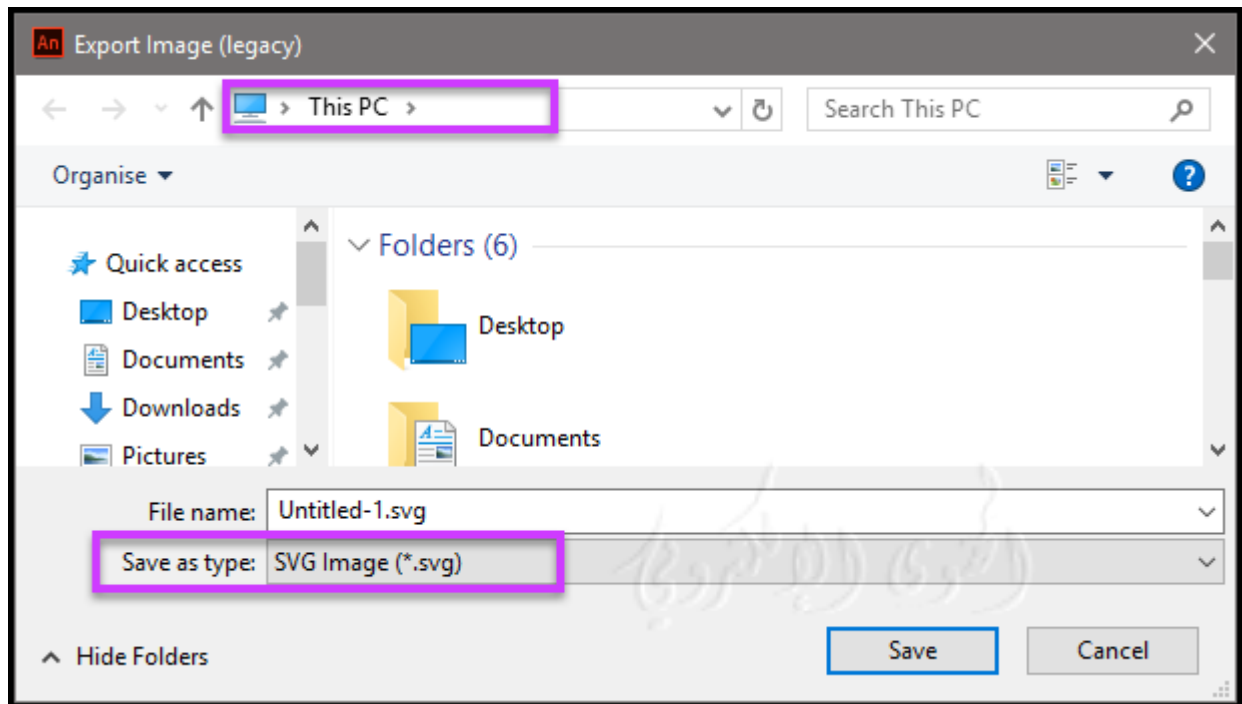 An Export Image (legacy)
This PC
Search This PC
Organise
?
Quick access
Desktop
Documents
Downloads
Pictures
Folders (6)
Desktop
Documents
File name: Untitled-1.svg
Save as type: SVG Image (*.svg)
Hide Folders
Save Cancel